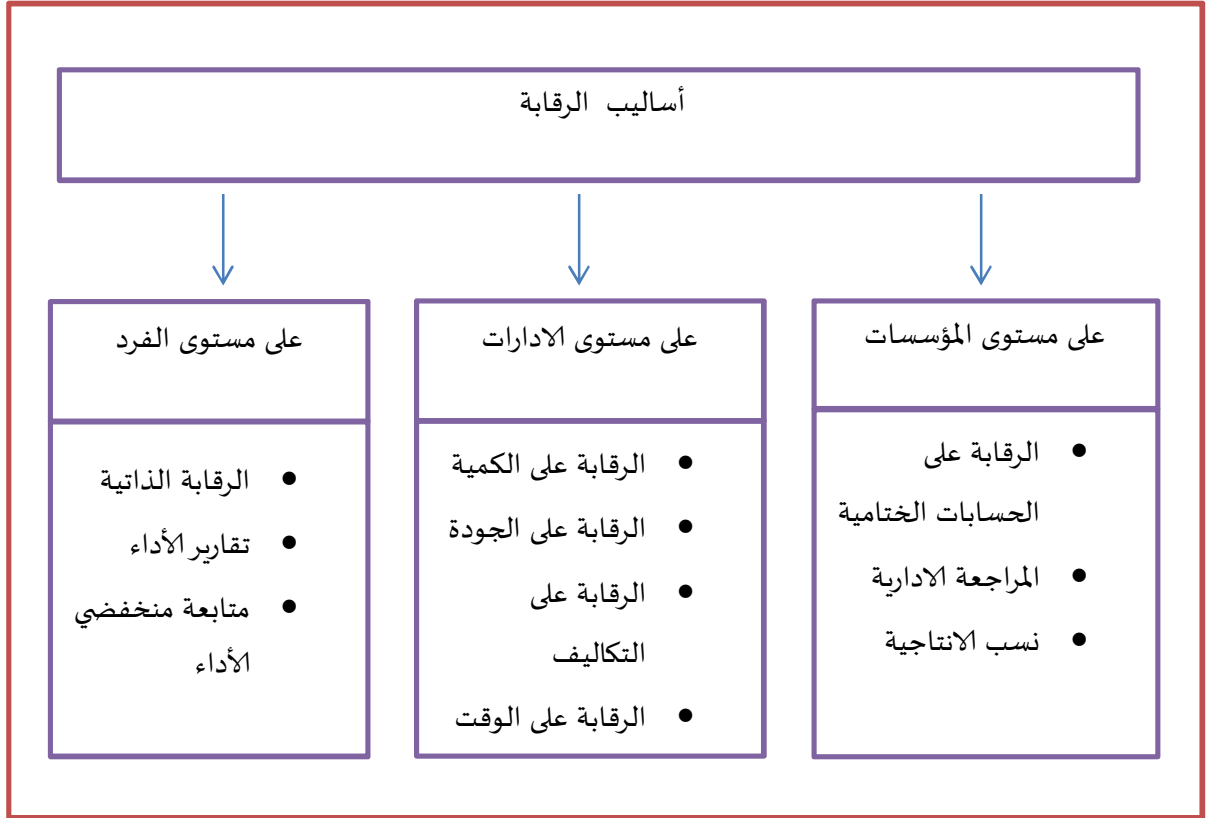 أساليب الرقابة
على مستوى المؤسسات
● الرقابة على
الحسابات الختامية
● المراجعة الادارية
● نسب الانتاجية
على مستوى الادارات
● الرقابة على الكمية
● الرقابة على الجودة
● الرقابة على
التكاليف
● الرقابة على الوقت
على مستوى الفرد
● الرقابة الذاتية
● تقارير الأداء
● متابعة منخفضي
الأداء